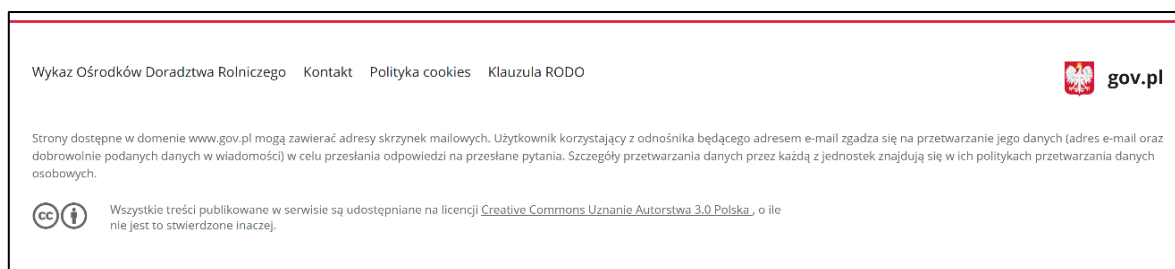 Wykaz Ośrodków Doradztwa Rolniczego Kontakt Polityka cookies Klauzula RODO
gov.pl
Strony dostępne w domenie www.gov.pl mogą zawierać adresy skrzynek mailowych. Użytkownik korzystający z odnośnika będącego adresem e-mail zgadza się na przetwarzanie jego danych (adres e-mail oraz
dobrowolnie podanych danych w wiadomości) w celu przesłania odpowiedzi na przesłane pytania. Szczegóły przetwarzania danych przez każdą z jednostek znajdują się w ich politykach przetwarzania danych
osobowych.
cc
Wszystkie treści publikowane w serwisie są udostępniane na licencji Creative Commons Uznanie Autorstwa 3.0 Polska , o ile
nie jest to stwierdzone inaczej.